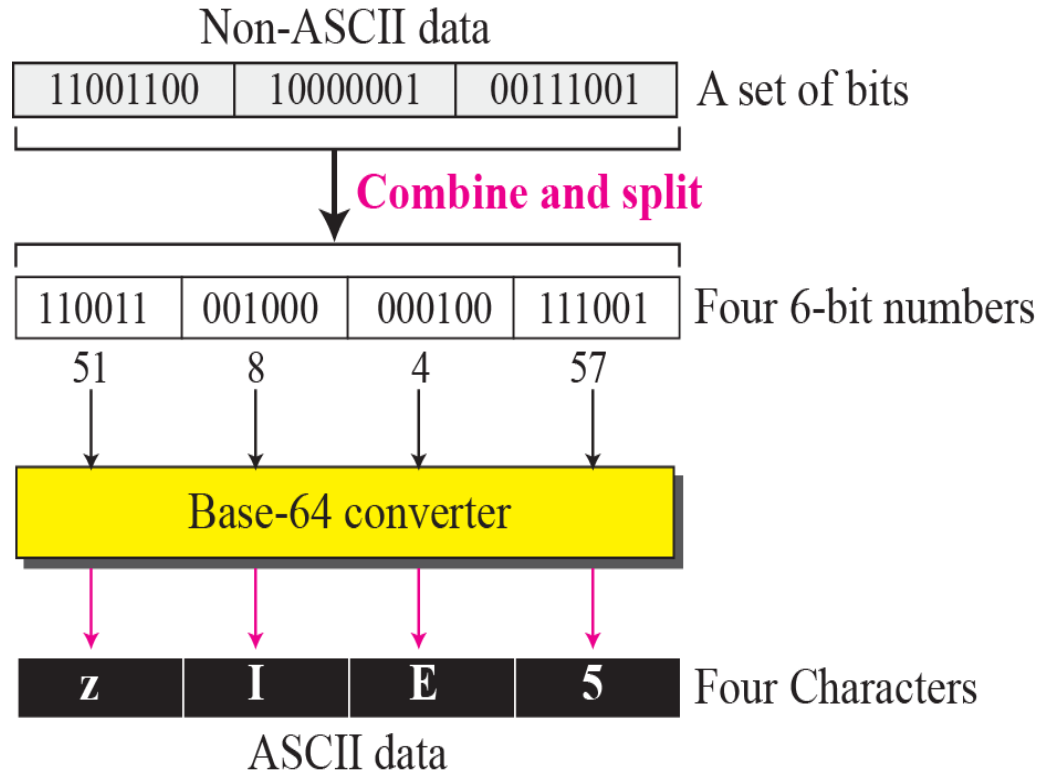 Non-ASCII data
11001100 10000001 00111001 A set of bits
Combine and split
110011 001000 000100 111001 Four 6-bit numbers
51 8 4 57
Base-64 converter
z I E 5 Four Characters
ASCII data